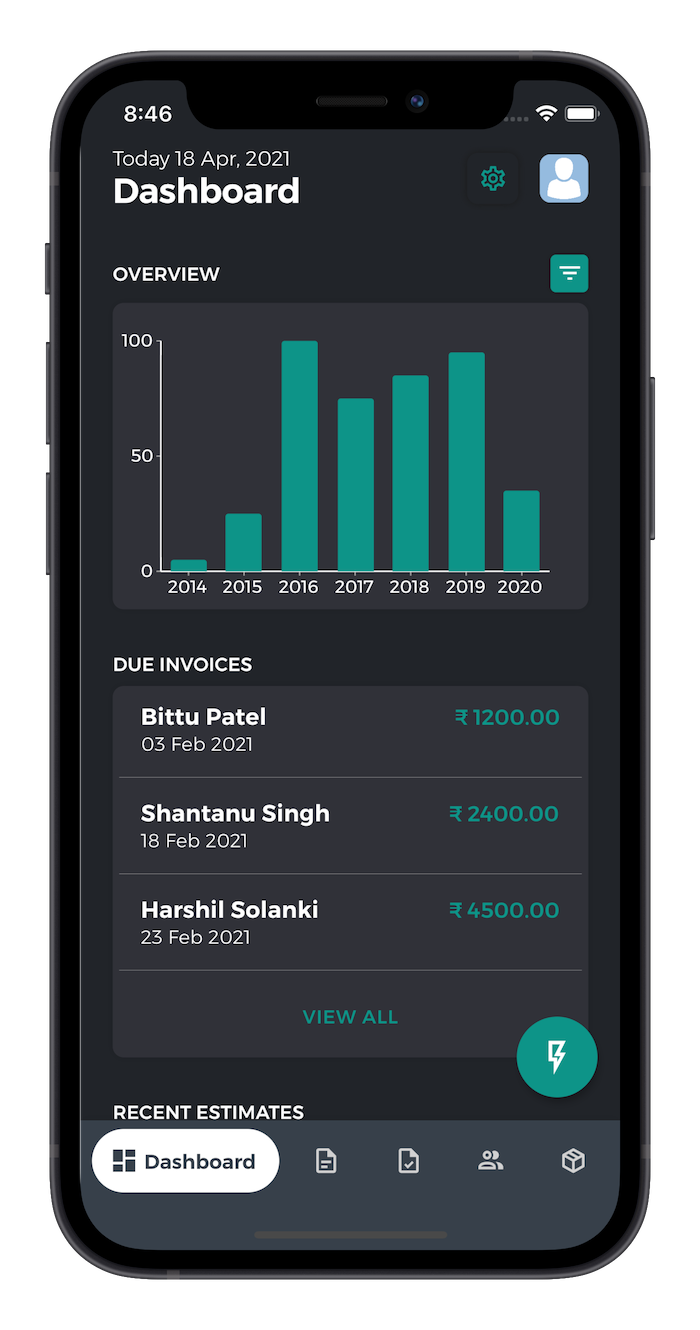 8:46
Today 18 Apr, 2021
Dashboard
OVERVIEW
100
50
0
2014 2015 2016 2017 2018 2019 2020
DUE INVOICES
Bittu Patel ₹ 1200.00
03 Feb 2021
Shantanu Singh ₹ 2400.00
18 Feb 2021
Harshil Solanki ₹ 4500.00
23 Feb 2021
VIEW ALL
RECENT ESTIMATES
Dashboard